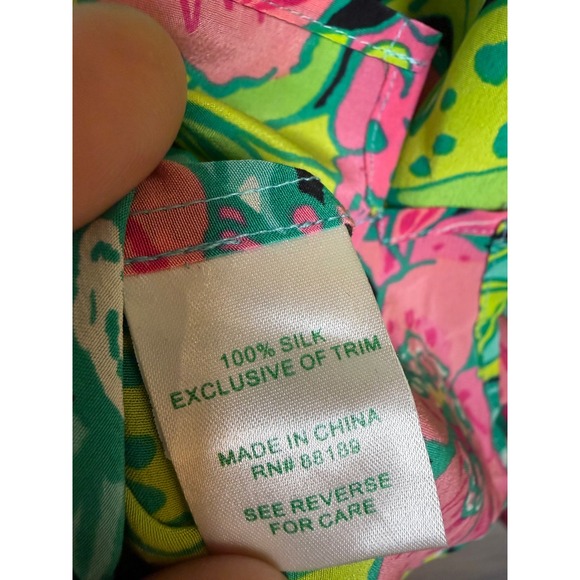 100% SILK
EXCLUSIVE OF TRIM
MADE IN CHINA
RN# 88189
SEE REVERSE
FOR CARE